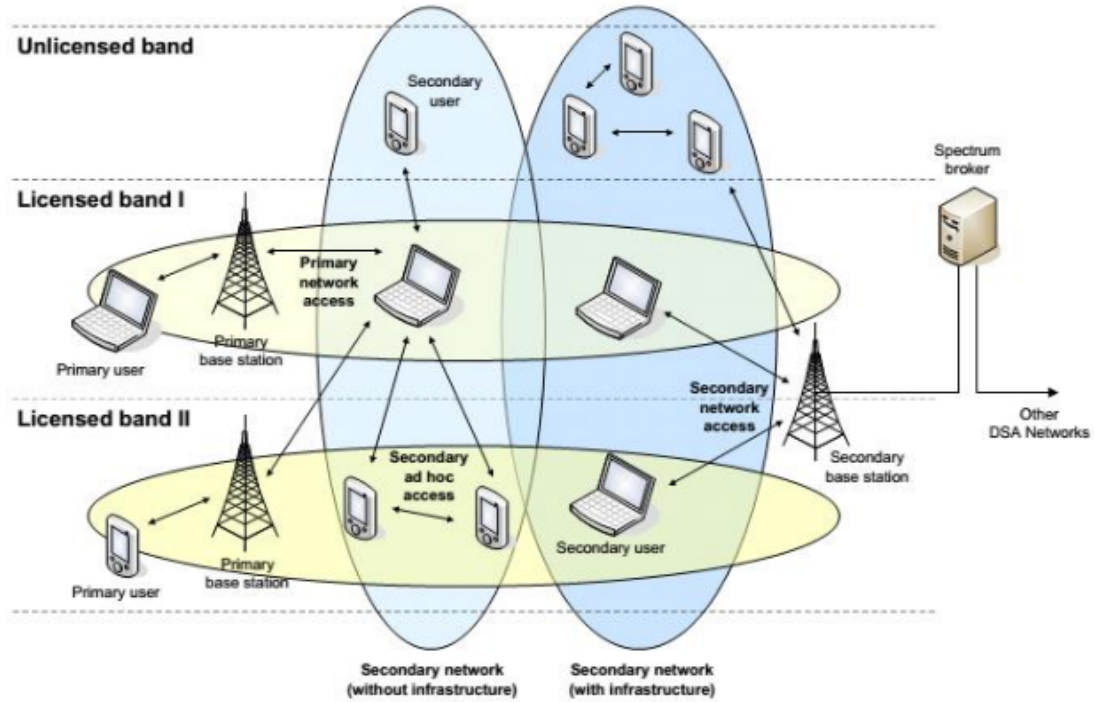 Unlicensed band
Secondary
user
Spectrum
broker
Licensed band I
Primary
network
access
Primary user
Primary
base station
Licensed band II
Secondary
network
access
Other
DSA Networks
Secondary
base station
Secondary
ad hoc
access
Secondary user
Primary user
Primary
base station
Secondary network
(without infrastructure)
Secondary network
(with infrastructure)